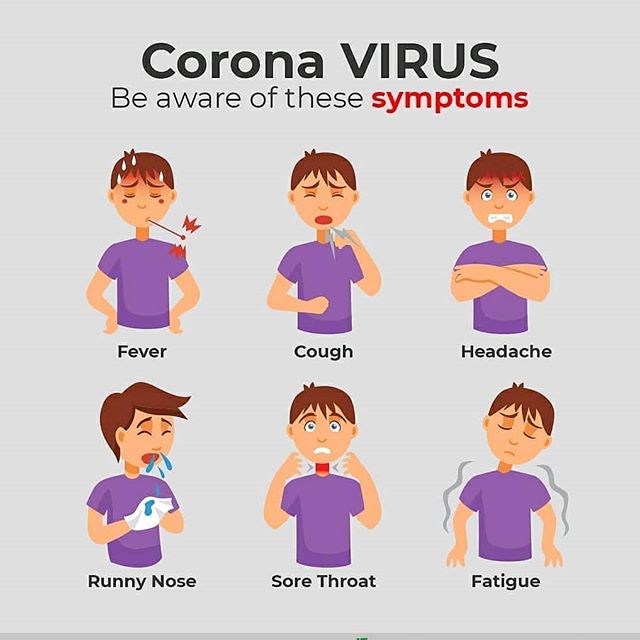 Corona VIRUS
Be aware of these symptoms
Fever
Cough
Headache
Runny Nose
Sore Throat
Fatigue